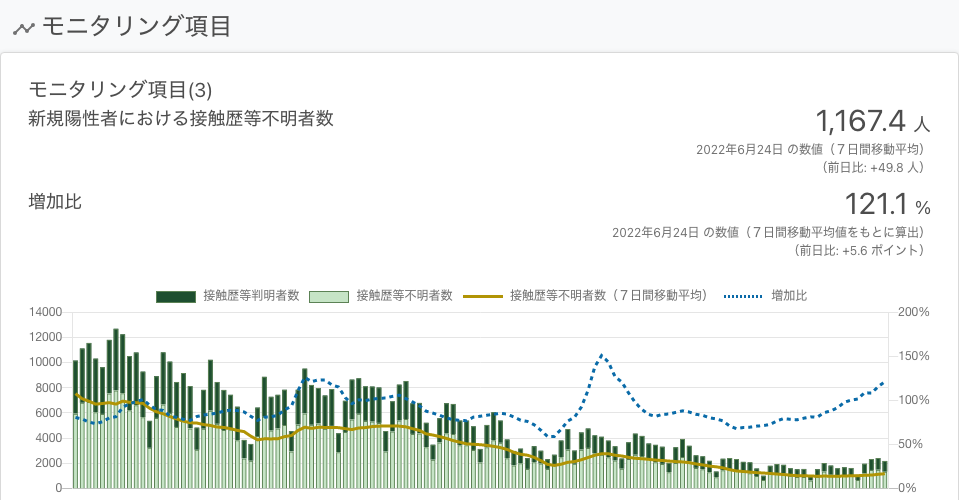 モニタリング項目
モニタリング項目(3)
新規陽性者における接触歴等不明者数
1,167.4 人
2022年6月24日 の数値（７日間移動平均）
（前日比: +49.8 人）
増加比
121.1 %
2022年6月24日 の数値（７日間移動平均値をもとに算出）
（前日比: +5.6 ポイント）
接触歴等判明者数 接触歴等不明者数 接触歴等不明者数（７日間移動平均） 増加比
14000 200%
12000
10000 150%
8000
6000 100%
4000 50%
2000
0 0%